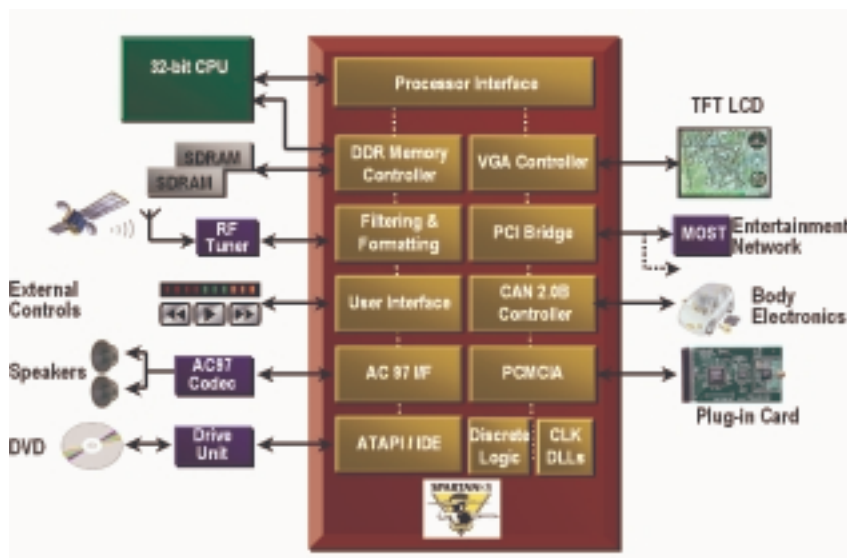 32-bit CPU
Processor Interface
TFT LCD
SDRAM
SDRAM
DDR Memory
Controller
VGA Controller
RF
Tuner
Filtering &
Formatting
PCI Bridge
MOST
Entertainment
Network
External
Controls
User Interface
CAN 2.0B
Controller
Body
Electronics
Speakers
AC97
Codec
AC 97 I/F
PCMCIA
Plug-in Card
DVD
Drive
Unit
ATAPI / IDE
Discrete
Logic
CLK
DLLs
SPARTAN-3